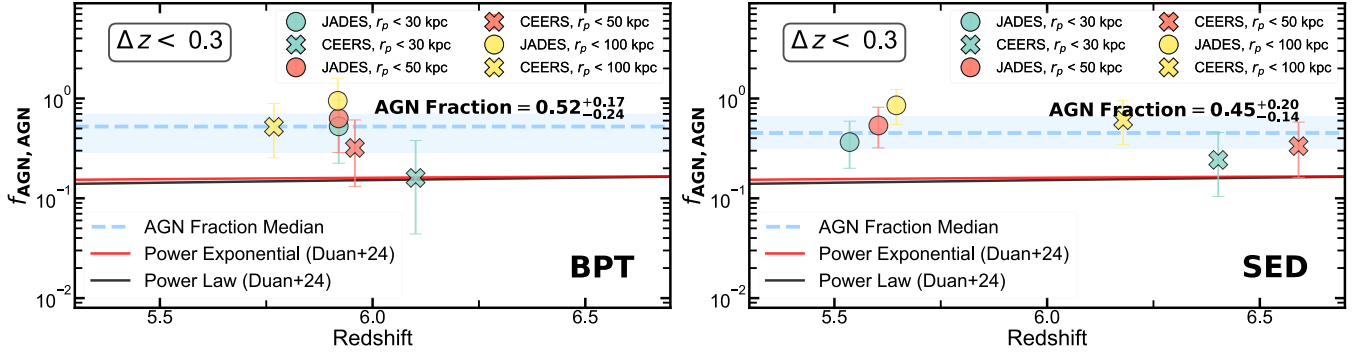 Δz < 0.3
JADES, r_p < 30 kpc
CEERS, r_p < 30 kpc
JADES, r_p < 50 kpc
CEERS, r_p < 50 kpc
JADES, r_p < 100 kpc
CEERS, r_p < 100 kpc
AGN Fraction = 0.52^{+0.17}_{-0.24}
f_{AGN, AGN}
10^0
10^{-1}
10^{-2}
AGN Fraction Median
Power Exponential (Duan+24)
Power Law (Duan+24)
BPT
5.5
6.0
6.5
Redshift
Δz < 0.3
JADES, r_p < 30 kpc
CEERS, r_p < 30 kpc
JADES, r_p < 50 kpc
CEERS, r_p < 50 kpc
JADES, r_p < 100 kpc
CEERS, r_p < 100 kpc
AGN Fraction = 0.45^{+0.20}_{-0.14}
f_{AGN, AGN}
10^0
10^{-1}
10^{-2}
AGN Fraction Median
Power Exponential (Duan+24)
Power Law (Duan+24)
SED
5.5
6.0
6.5
Redshift